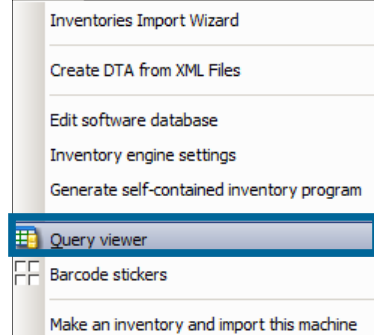 Inventories Import Wizard
Create DTA from XML Files
Edit software database
Inventory engine settings
Generate self-contained inventory program
Query viewer
Barcode stickers
Make an inventory and import this machine